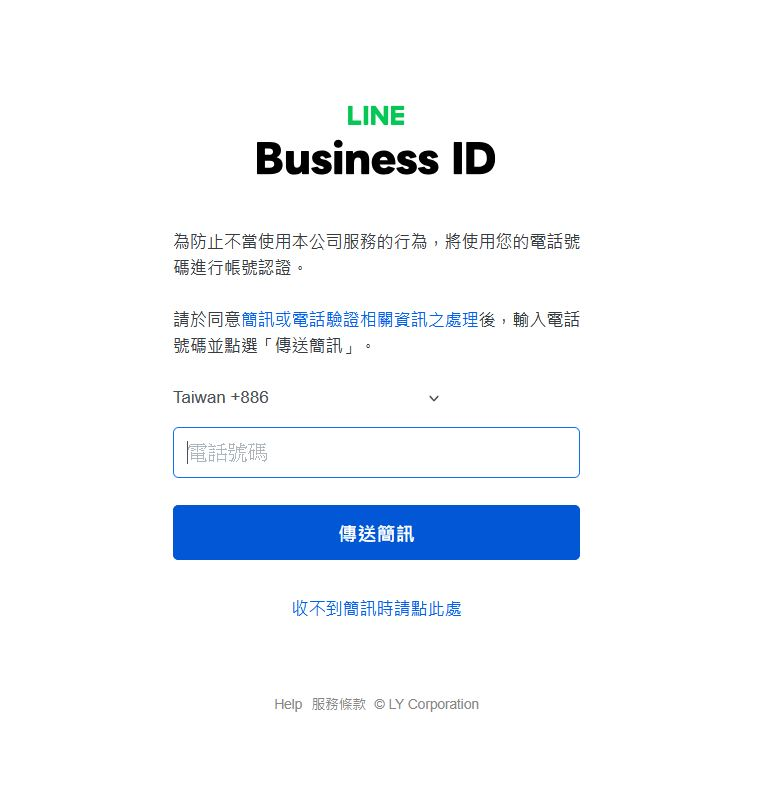 LINE
Business ID
為防止不當使用本公司服務的行為，將使用您的電話號
碼進行帳號認證。
請於同意簡訊或電話驗證相關資訊之處理後，輸入電話
號碼並點選「傳送簡訊」。
Taiwan +886
電話號碼
傳送簡訊
收不到簡訊時請點此處
Help 服務條款 © LY Corporation